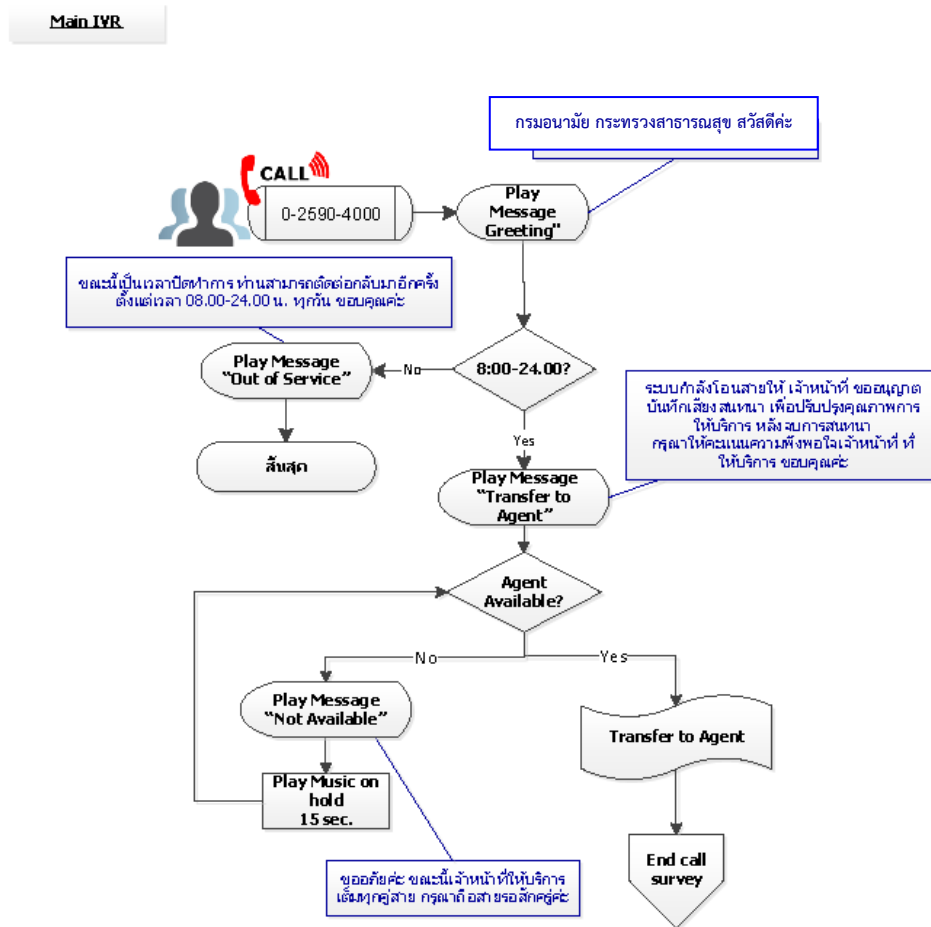 Main IVR
กรมอนามัย กระทรวงสาธารณสุข สวัสดีค่ะ
CALL
0-2590-4000
Play
Message
Greeting"
ขณะนี้เป็นเวลาปิดทำการ ท่านสามารถติดต่อกลับมาอีกครั้ง
ตั้งแต่เวลา 08.00-24.00 น. ทุกวัน ขอบคุณค่ะ
Play Message
“Out of Service”
No
8:00-24.00?
Yes
สิ้นสุด
ระบบกำลังโอนสายให้ เจ้าหน้าที่ ขออนุญาต
บันทึกเสียงสนทนา เพื่อปรับปรุงคุณภาพการ
ให้บริการ หลังจบการสนทนา
กรุณาให้คะแนนความพึงพอใจเจ้าหน้าที่ ที่
ให้บริการ ขอบคุณค่ะ
Play Message
“Transfer to
Agent”
Agent
Available?
No
Yes
Play Message
“Not Available”
Transfer to Agent
Play Music on
hold
15 sec.
End call
survey
ขออภัยค่ะ ขณะนี้เจ้าหน้าที่ให้บริการ
เต็มทุกคู่สาย กรุณาถือสายรอสักครู่ค่ะ